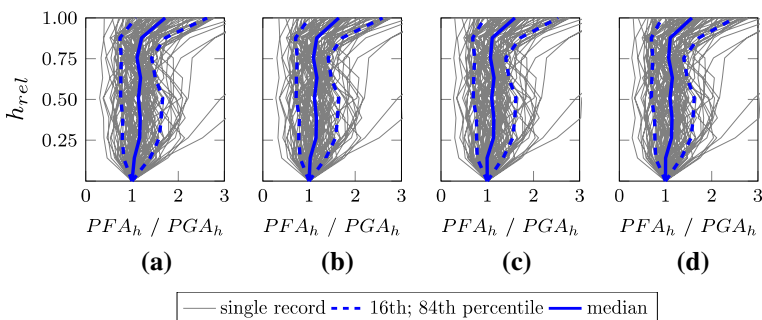 1.00
0.75
0.50
0.25
h_rel
0 1 2 3 0 1 2 3 0 1 2 3 0 1 2 3
PFA_h / PGA_h PFA_h / PGA_h PFA_h / PGA_h PFA_h / PGA_h
(a) (b) (c) (d)
single record 16th; 84th percentile median